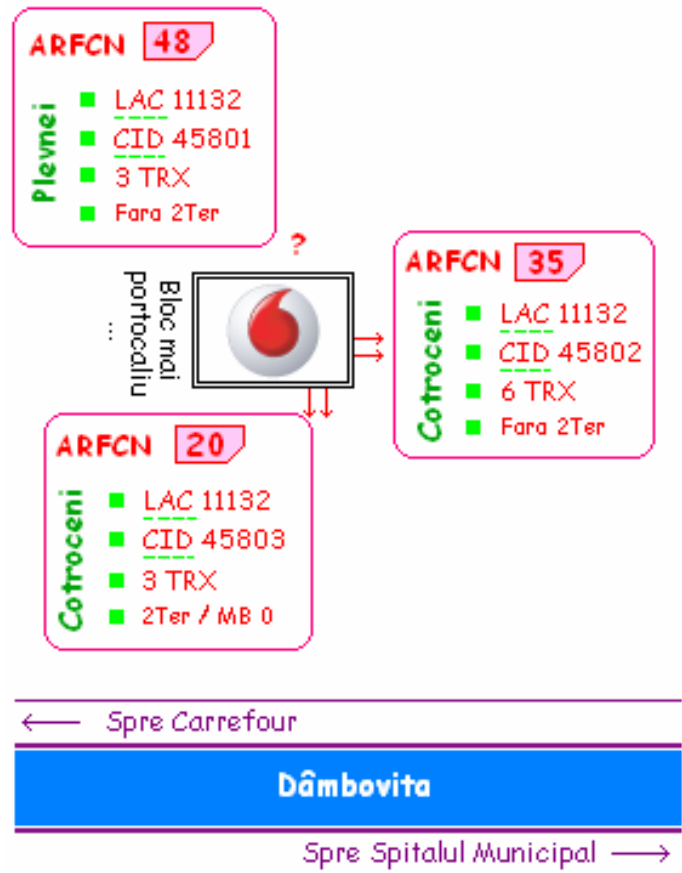 ARFCN 48
Plevnei
LAC 11132
CID 45801
3 TRX
Fara 2Ter
?
Bloc mai
portocaliu
...
ARFCN 35
Cotroceni
LAC 11132
CID 45802
6 TRX
Fara 2Ter
ARFCN 20
Cotroceni
LAC 11132
CID 45803
3 TRX
2Ter / MB 0
Spre Carrefour
Dâmbovita
Spre Spitalul Municipal